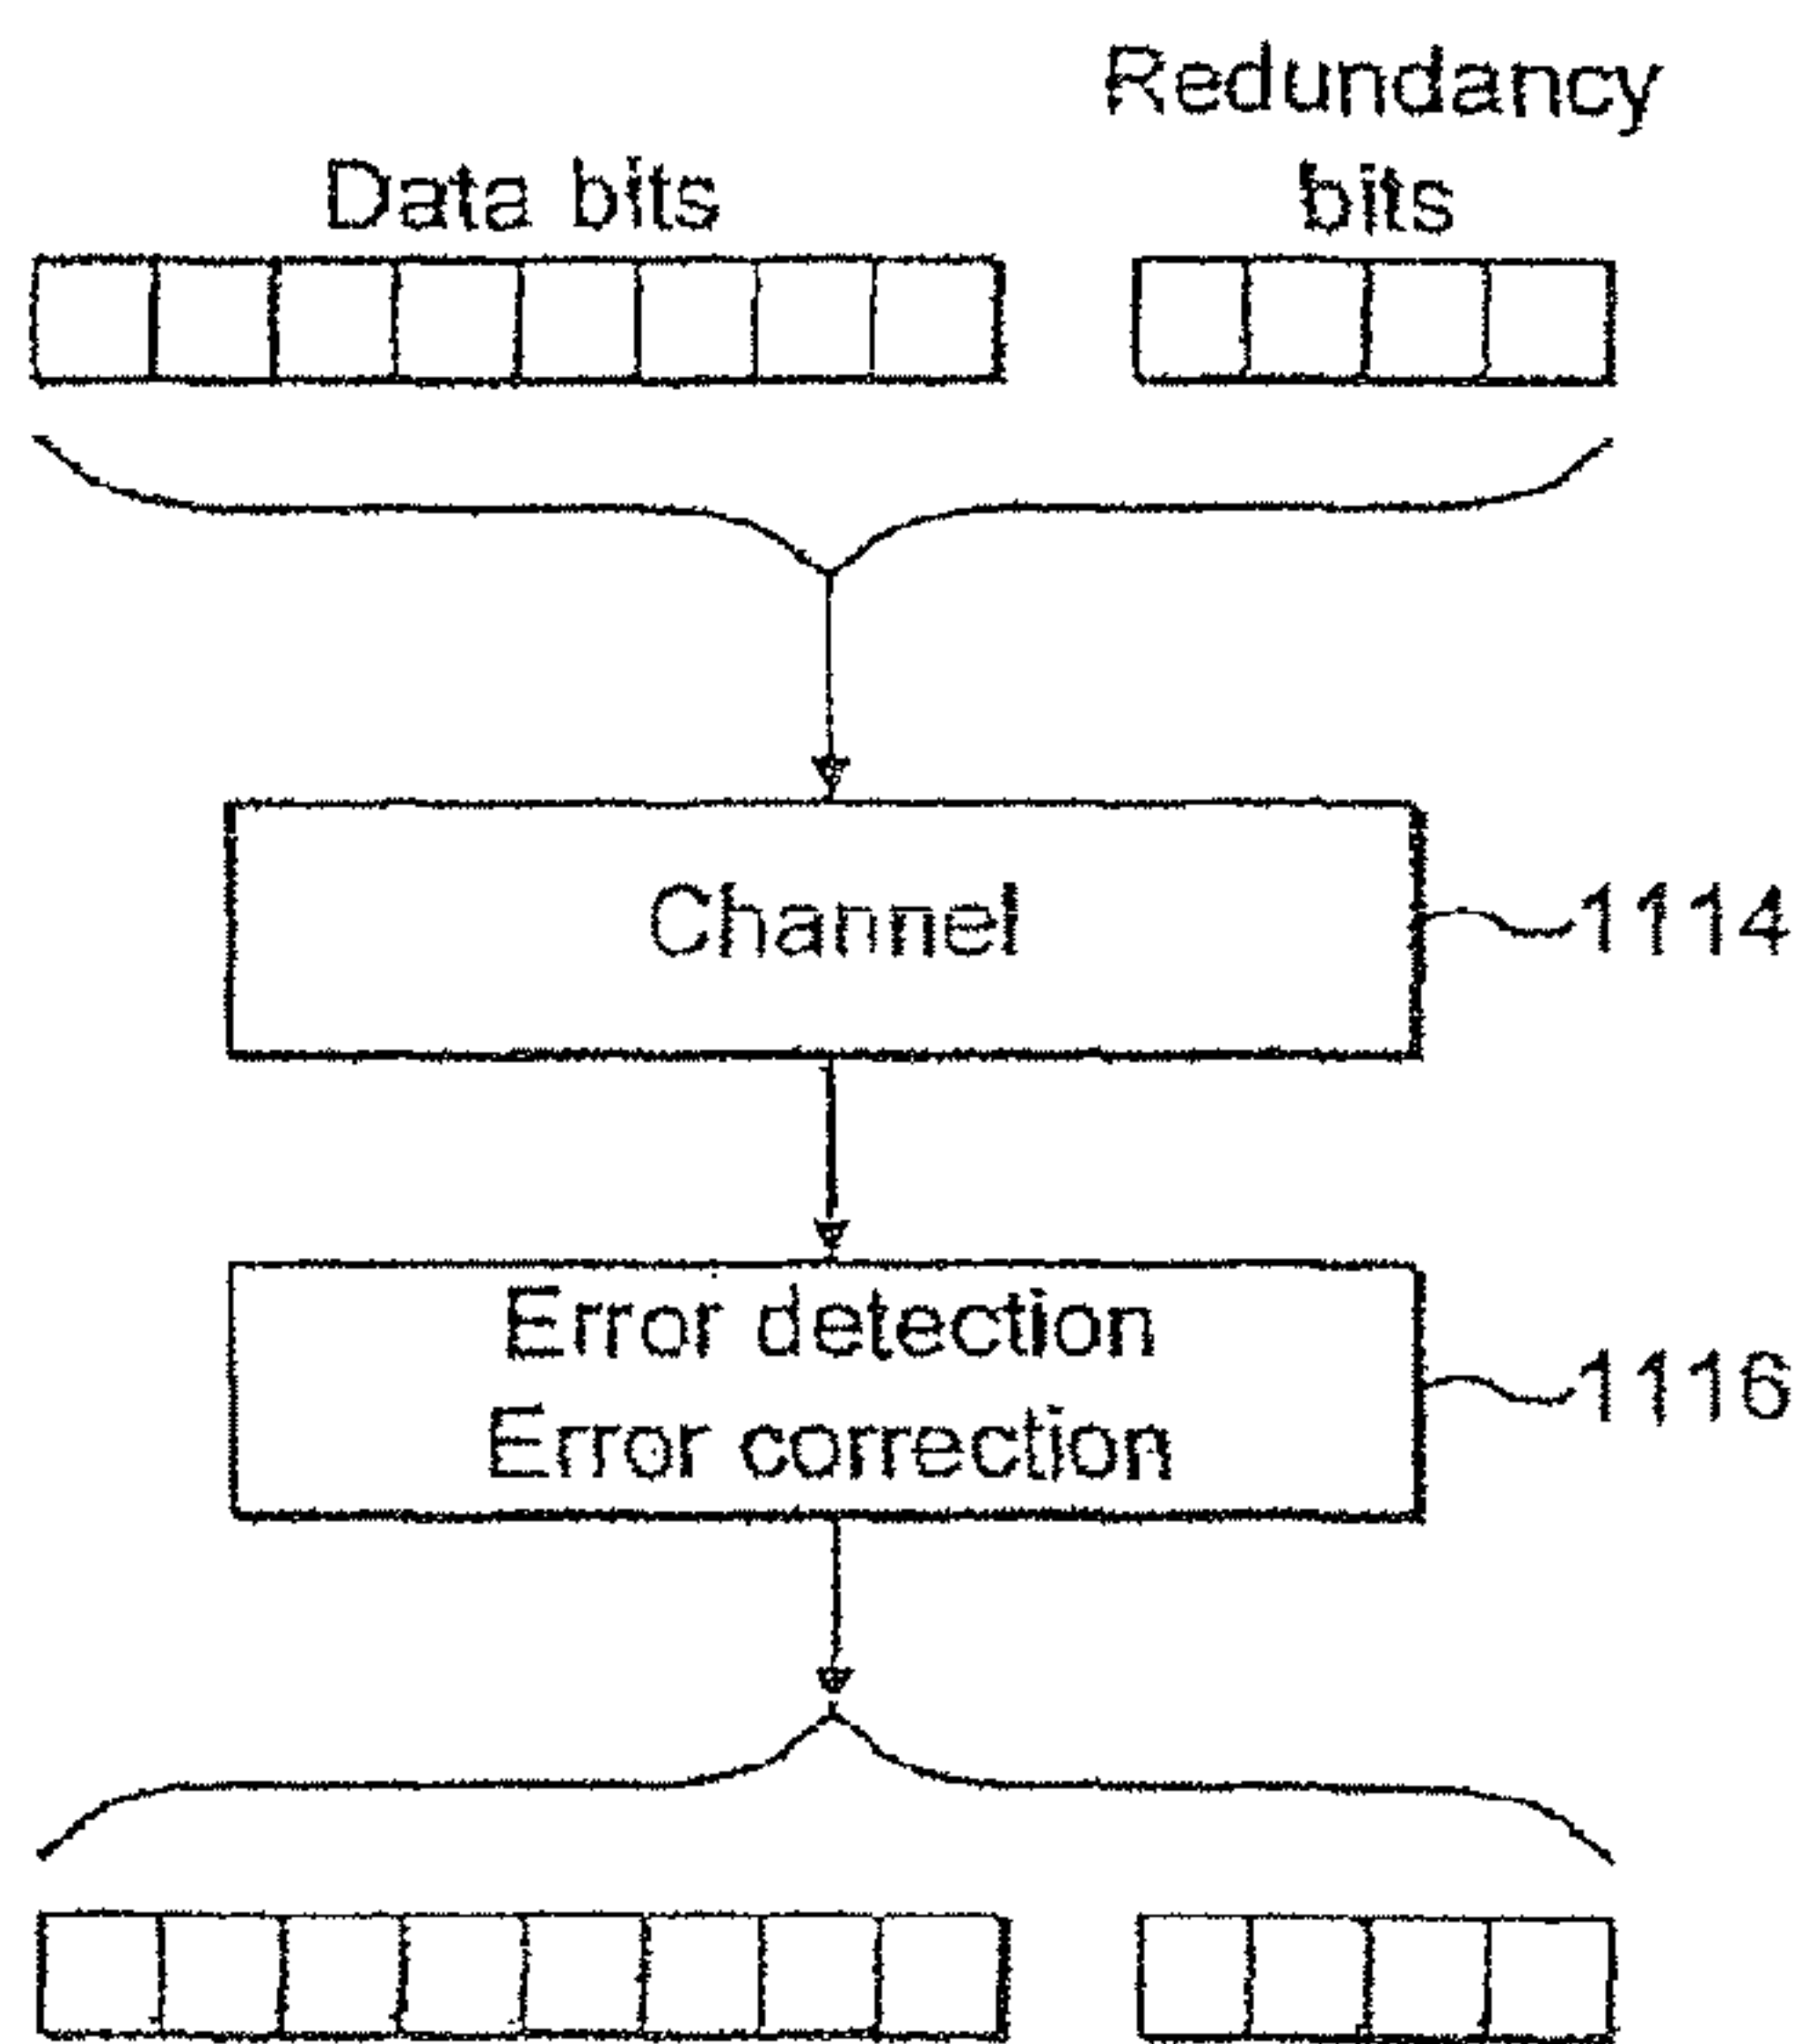 Redundancy
Data bits
bits
Channel
1114
Error detection
Error correction
1116